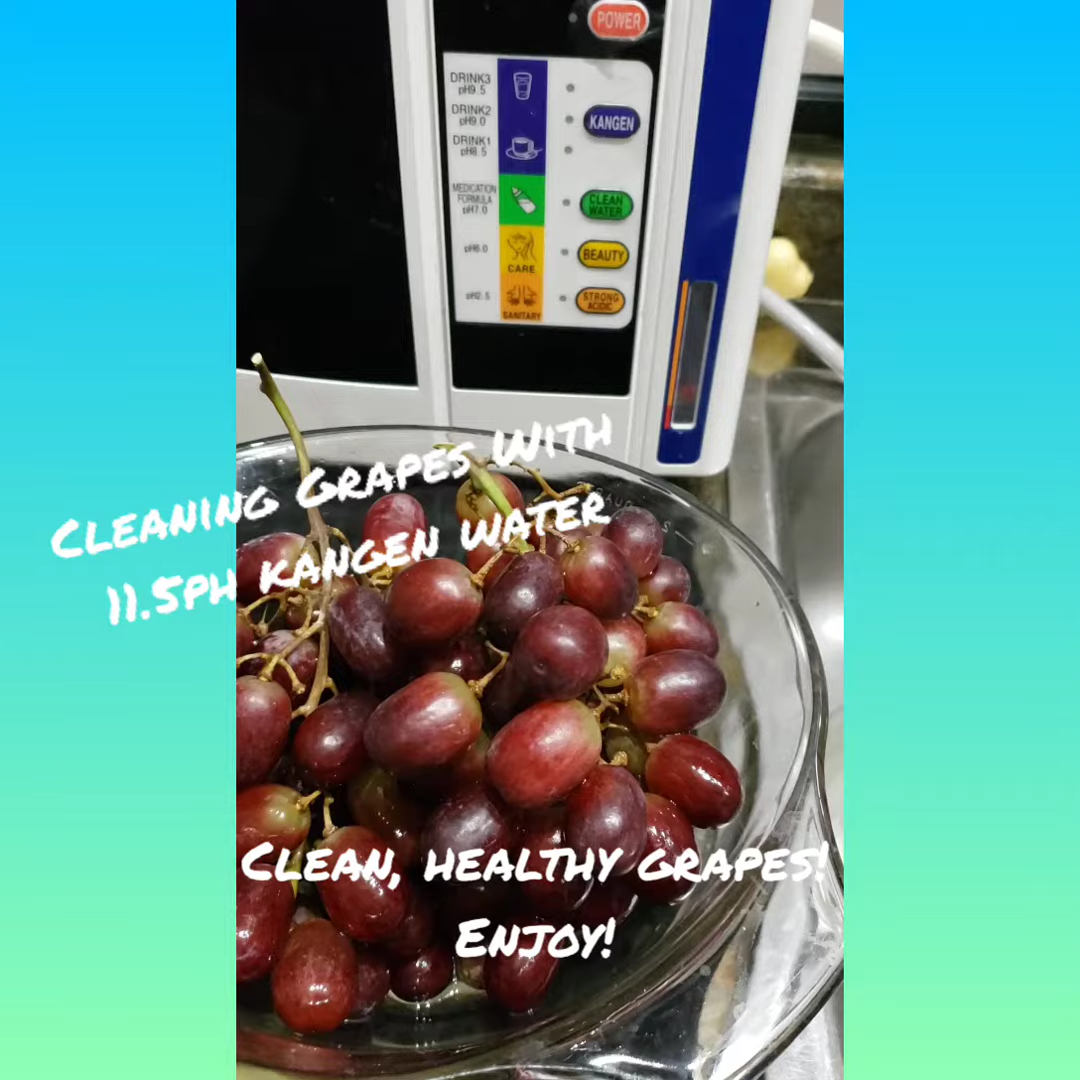 POWER
DRINK3
pH9.5
DRINK2
pH9.0
KANGEN
DRINK1
pH8.5
MEDICATION
FORMULA
pH7.0
CLEAN
WATER
pH6.0
BEAUTY
CARE
pH2.5
STRONG
ACIDIC
SANITARY
CLEANING GRAPES WITH
11.5PH KANGEN WATER
CLEAN, HEALTHY GRAPES!
ENJOY!